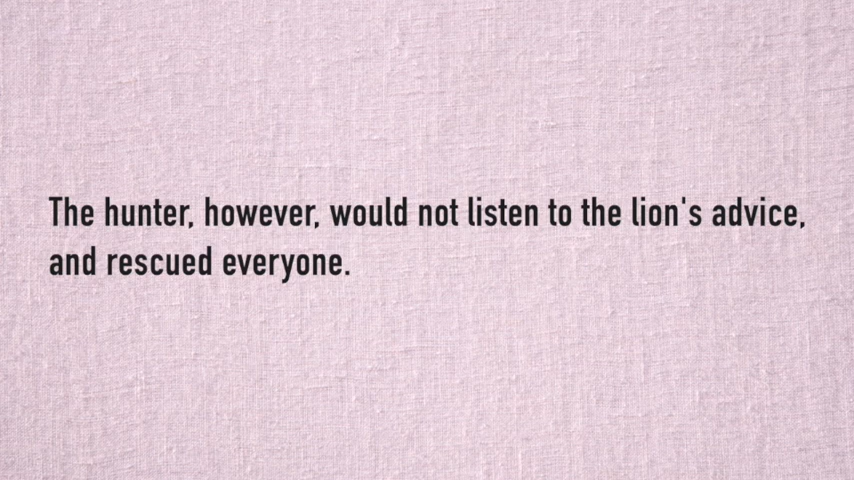 The hunter, however, would not listen to the lion's advice,
and rescued everyone.